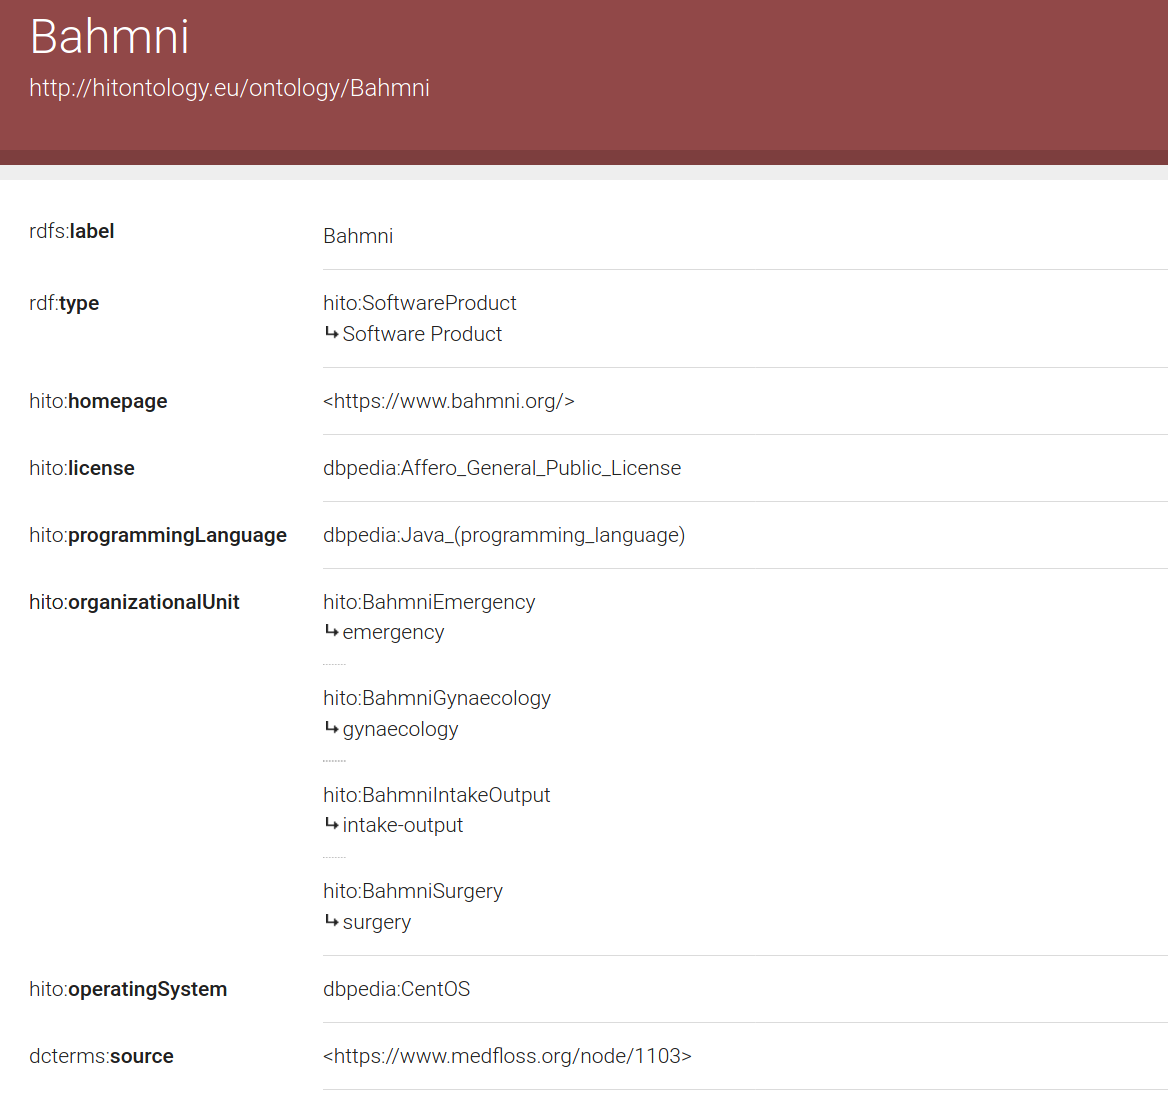 Bahmni
http://hitontology.eu/ontology/Bahmni
rdfs:label
Bahmni
rdf:type
hito:SoftwareProduct
↳ Software Product
hito:homepage
<https://www.bahmni.org/>
hito:license
dbpedia:Affero_General_Public_License
hito:programmingLanguage
dbpedia:Java_(programming_language)
hito:organizationalUnit
hito:BahmniEmergency
↳ emergency
hito:BahmniGynaecology
↳ gynaecology
hito:BahmniIntakeOutput
↳ intake-output
hito:BahmniSurgery
↳ surgery
hito:operatingSystem
dbpedia:CentOS
dcterms:source
<https://www.medfloss.org/node/1103>